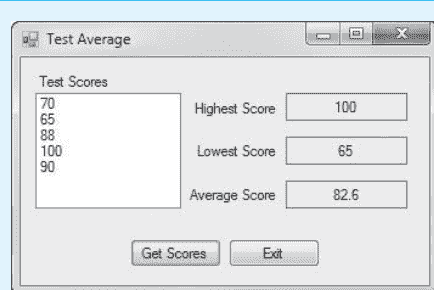 Test Average
Test Scores
70
65
88
100
90
Highest Score 100
Lowest Score 65
Average Score 82.6
Get Scores Exit